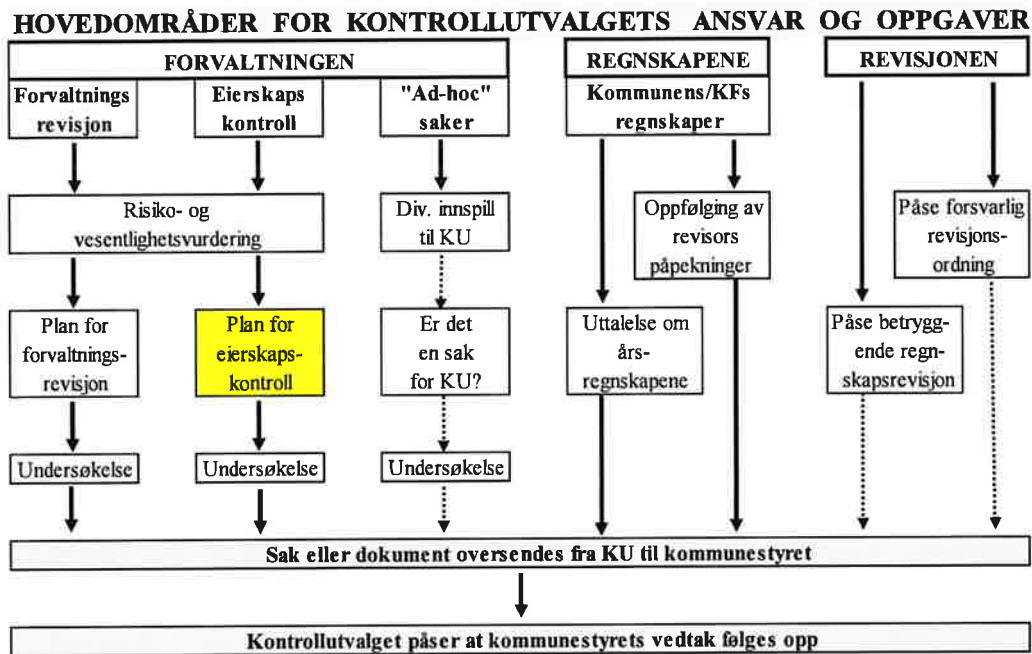 HOVEDOMRÅDER FOR KONTROLLUTVALGETS ANSVAR OG OPPGAVER
FORVALTNINGEN
Forvaltnings
revisjon
Eierskaps
kontroll
"Ad-hoc"
saker
Risiko- og
vesentlighetsvurdering
Div. innspill
til KU
Plan for
forvaltnings-
revisjon
Plan for
eierskaps-
kontroll
Er det
en sak
for KU?
Undersøkelse
Undersøkelse
Undersøkelse
REGNSKAPENE
Kommunens/KFs
regnskaper
Oppfølging av
revisors
påpekninger
Uttalelse om
års-
regnskapene
REVISJONEN
Påse forsvarlig
revisjons-
ordning
Påse betrygg-
ende regn-
skapsrevisjon
Sak eller dokument oversendes fra KU til kommunestyret
Kontrollutvalget påser at kommunestyrets vedtak følges opp